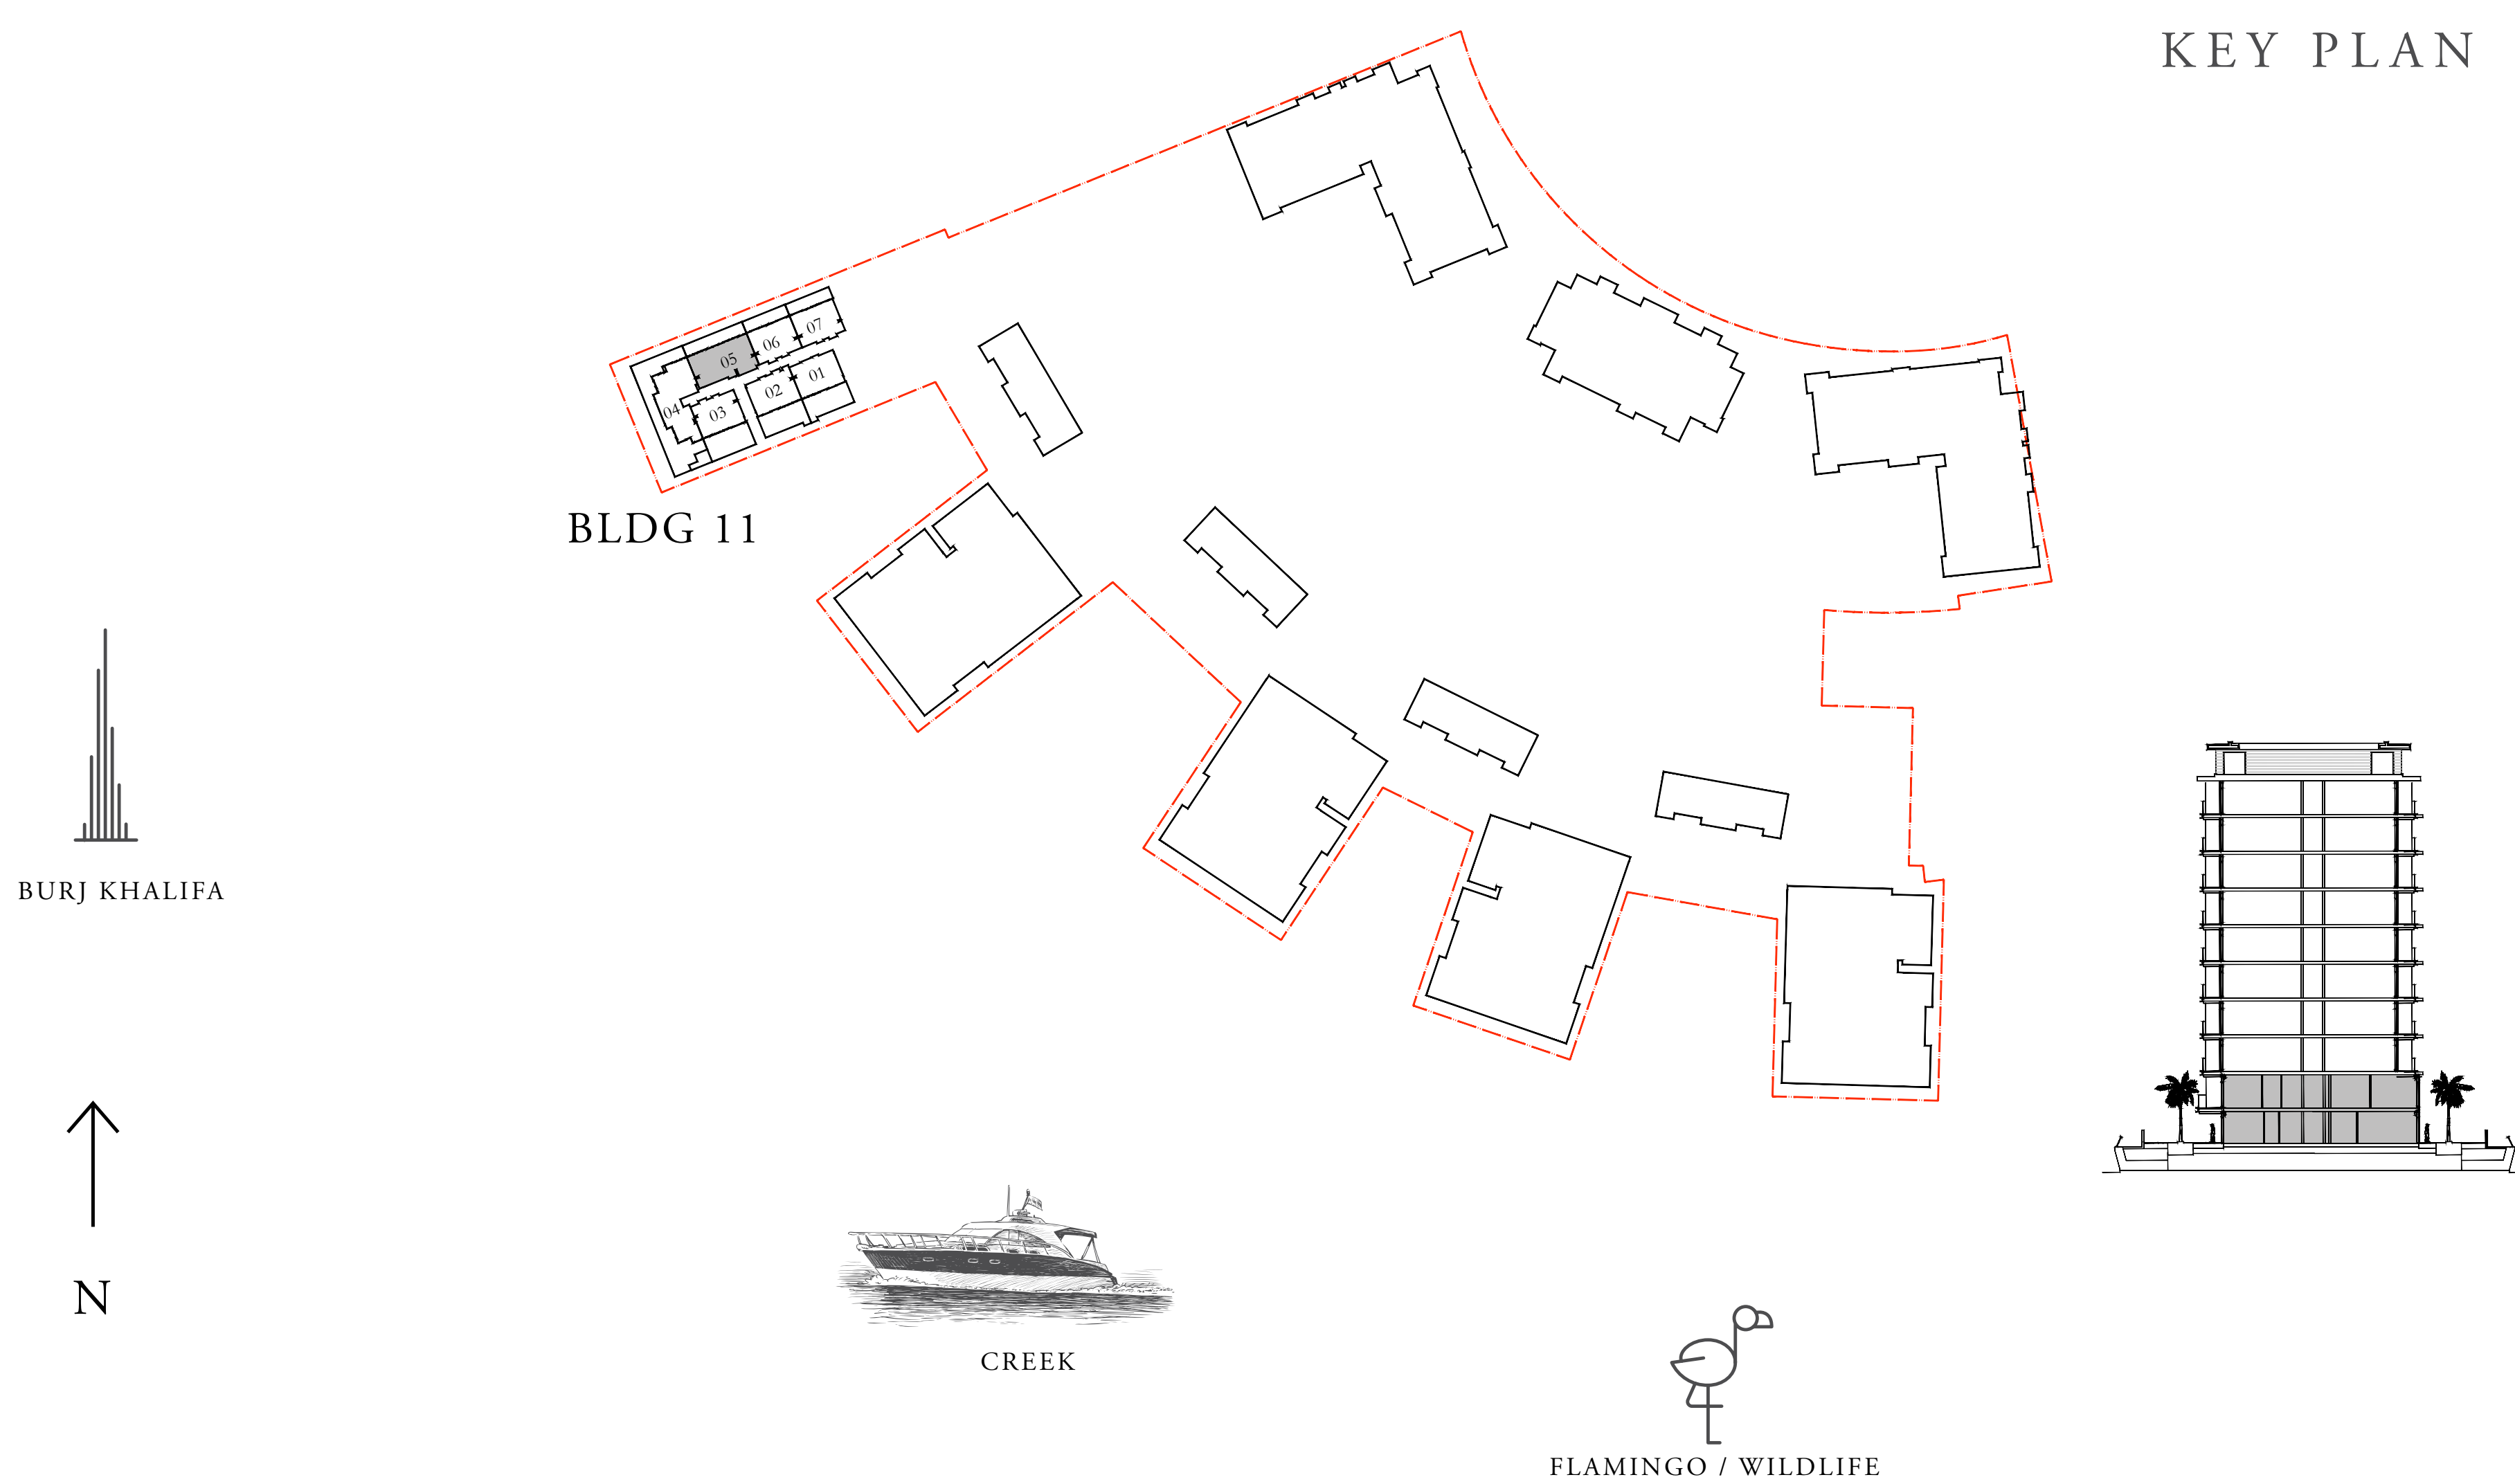 KEY PLAN
07
06
05
04
03
02
01
BLDG 11
BURJ KHALIFA
N
CREEK
FLAMINGO / WILDLIFE